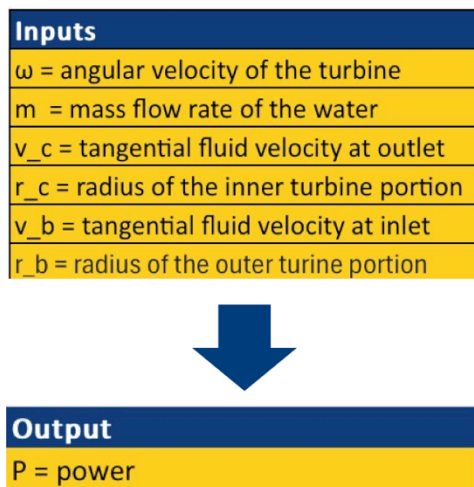 Inputs
ω = angular velocity of the turbine
m = mass flow rate of the water
v_c = tangential fluid velocity at outlet
r_c = radius of the inner turbine portion
v_b = tangential fluid velocity at inlet
r_b = radius of the outer turine portion
Output
P = power